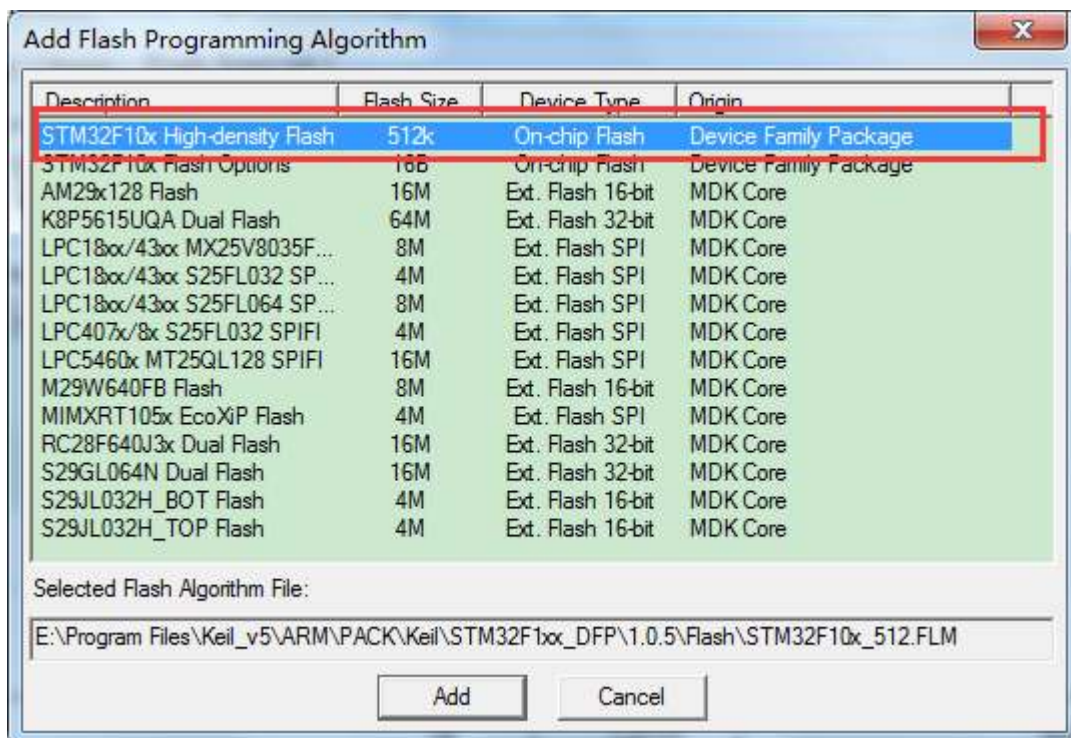 Add Flash Programming Algorithm
Description Flash Size Device Type Origin
STM32F10x High-density Flash 512k On-chip Flash Device Family Package
STM32F10x Flash Options 16B On-chip Flash Device Family Package
AM29x128 Flash 16M Ext. Flash 16-bit MDK Core
K8P5615UQA Dual Flash 64M Ext. Flash 32-bit MDK Core
LPC18xx/43xx MX25V8035F... 8M Ext. Flash SPI MDK Core
LPC18xx/43xx S25FL032 SP... 4M Ext. Flash SPI MDK Core
LPC18xx/43xx S25FL064 SP... 8M Ext. Flash SPI MDK Core
LPC407x/8x S25FL032 SPIFI 4M Ext. Flash SPI MDK Core
LPC5460x MT25QL128 SPIFI 16M Ext. Flash SPI MDK Core
M29W640FB Flash 8M Ext. Flash 16-bit MDK Core
MIMXRT105x EcoXiP Flash 4M Ext. Flash SPI MDK Core
RC28F640J3x Dual Flash 16M Ext. Flash 32-bit MDK Core
S29GL064N Dual Flash 16M Ext. Flash 32-bit MDK Core
S29JL032H_BOT Flash 4M Ext. Flash 16-bit MDK Core
S29JL032H_TOP Flash 4M Ext. Flash 16-bit MDK Core
Selected Flash Algorithm File:
E:\Program Files\Keil_v5\ARM\PACK\Keil\STM32F1xx_DFP\1.0.5\Flash\STM32F10x_512.FLM
Add Cancel